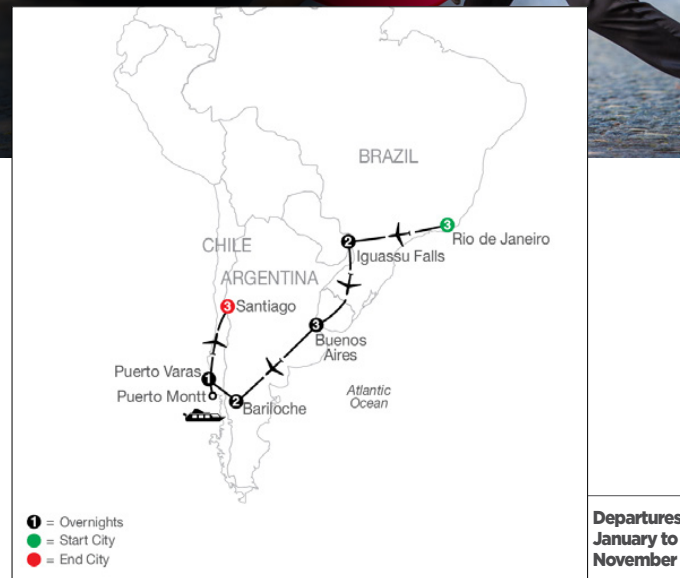 BRAZIL
3
Rio de Janeiro
2
Iguassu Falls
CHILE
ARGENTINA
3 Santiago
3
Buenos
Aires
Puerto Varas
1
Puerto Montt
2
Bariloche
Atlantic
Ocean
1 = Overnights
= Start City
= End City
Departures
January to
November